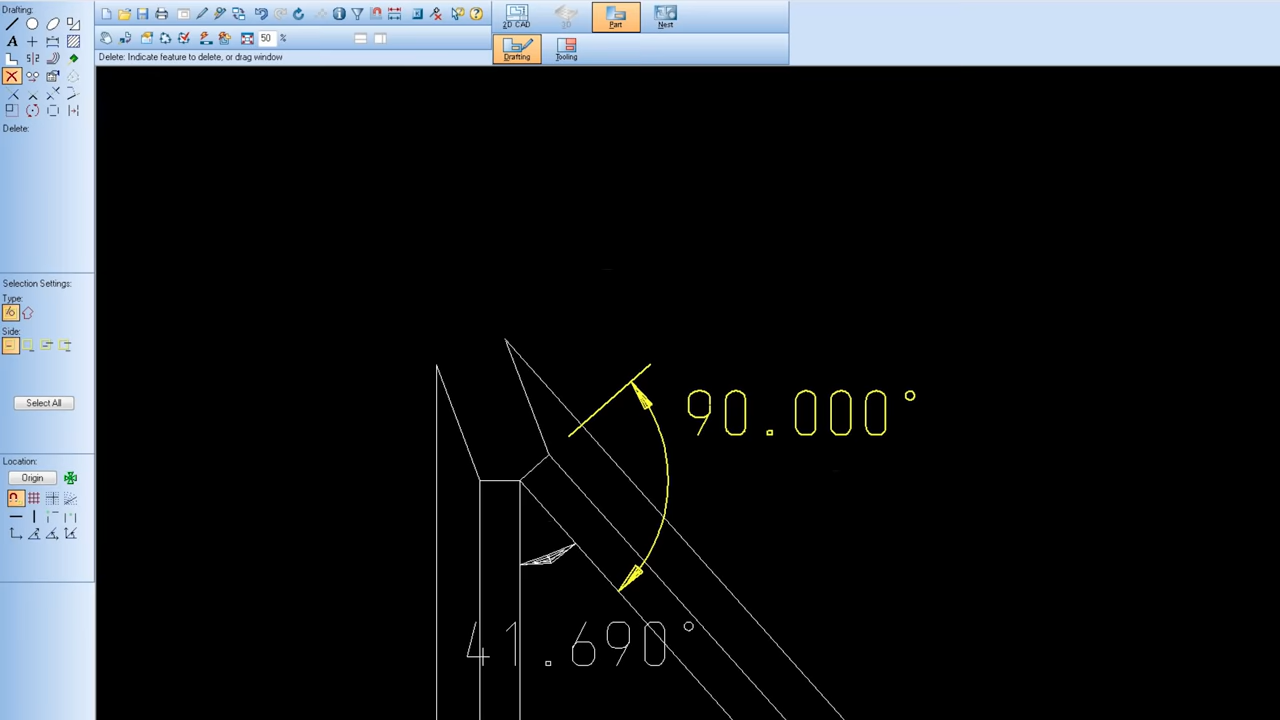 Drafting:
2D CAD
3D
Part
Nest
50 %
Delete: Indicate feature to delete, or drag window
Drafting
Tooling
Delete:
Selection Settings:
Type:
Side:
Select All
Location:
Origin
90.000°
41.690°